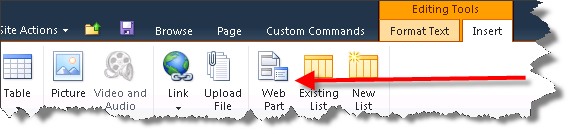 Editing Tools
Site Actions Browse Page Custom Commands Format Text Insert
Table Picture Video and Audio Link Upload File Web Part Existing List New List